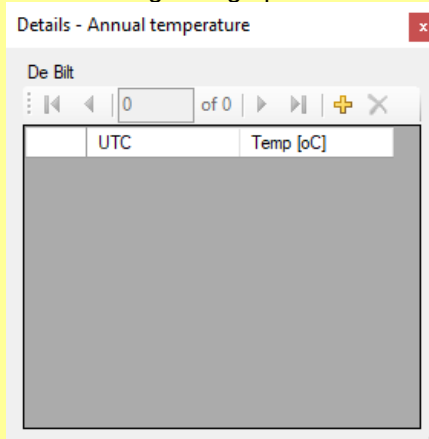 Details - Annual temperature
x
De Bilt
0 of 0
UTC Temp [oC]